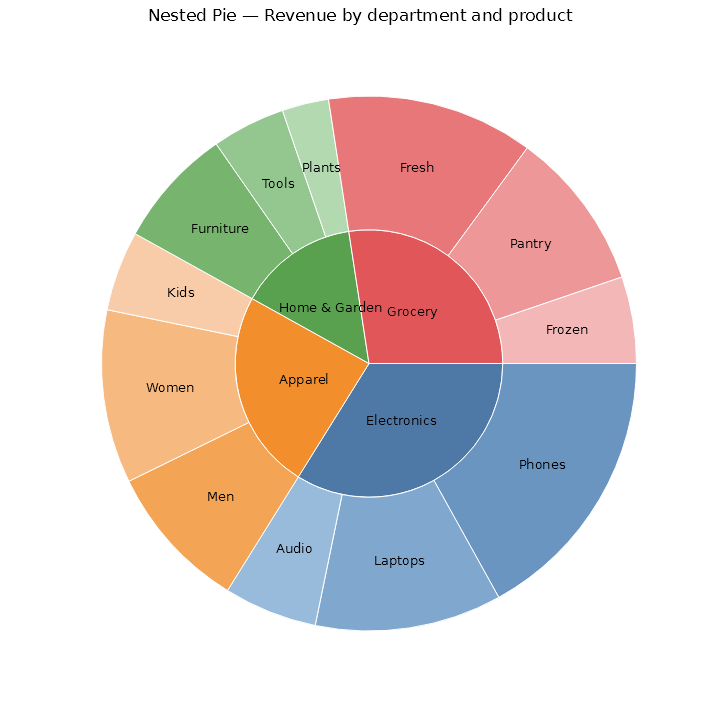 Nested Pie — Revenue by department and product
Plants
Fresh
Tools
Furniture
Pantry
Kids
Home & Garden
Grocery
Frozen
Apparel
Women
Electronics
Phones
Men
Audio
Laptops